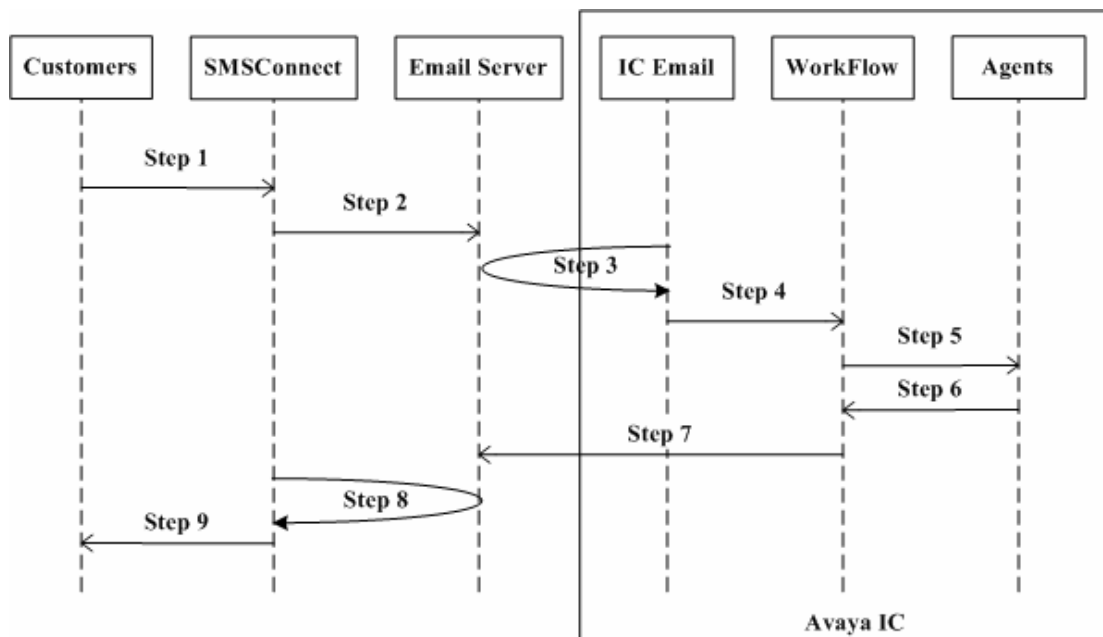 Customers
SMSConnect
Email Server
IC Email
WorkFlow
Agents
Step 1
Step 2
Step 3
Step 4
Step 5
Step 6
Step 7
Step 8
Step 9
Avaya IC